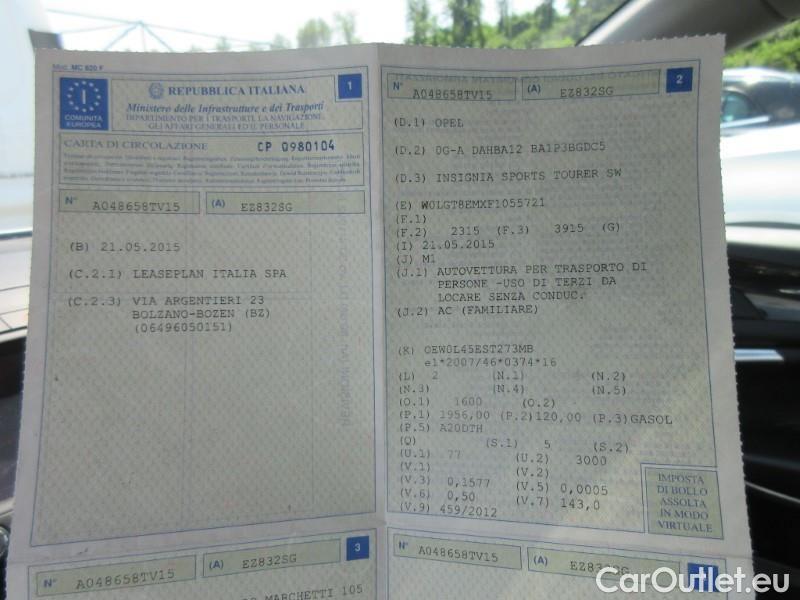 Mod. MC 820 F
REPUBBLICA ITALIANA
1
Ministero delle Infrastrutture e dei Trasporti
DIPARTIMENTO PER I TRASPORTI, LA NAVIGAZIONE,
GLI AFFARI GENERALI ED IL PERSONALE
I
COMUNITÀ
EUROPEA
CARTA DI CIRCOLAZIONE CP 0980104
N° A048658TV15 (A) EZ832SG
(B) 21.05.2015
(C.2.1) LEASEPLAN ITALIA SPA
(C.2.3) VIA ARGENTIERI 23
BOLZANO-BOZEN (BZ)
(06496050151)
2
N° A048658TV15 (A) EZ832SG
(D.1) OPEL
(D.2) 0G-A DAHBA12 BA1P3BGDC5
(D.3) INSIGNIA SPORTS TOURER SW
(E) W0LGT8EMXF1055721
(F.1)
(F.2) 2315 (F.3) 3915 (G)
(I) 21.05.2015
(J) M1
(J.1) AUTOVETTURA PER TRASPORTO DI
PERSONE -USO DI TERZI DA
LOCARE SENZA CONDUC.
(J.2) AC (FAMILIARE)
(K) OEW0L45EST273MB
e1*2007/46*0374*16
(L) 2 (N.1) (N.2)
(N.3) (N.4) (N.5)
(O.1) 1600 (O.2)
(P.1) 1956,00 (P.2)120,00 (P.3)GASOL
(P.5) A20DTH
(Q) (S.1) 5 (S.2)
(U.1) 77 (U.2) 3000
(V.1) (V.2)
(V.3) 0,1577 (V.5) 0,0005
(V.6) 0,50 (V.7) 143,0
(V.9) 459/2012
IMPOSTA
DI BOLLO
ASSOLTA
IN MODO
VIRTUALE
3
N° A048658TV15 (A) EZ832SG
MARCHETTI 105
N° A048658TV15 (A) EZ832SG
CarOutlet.eu